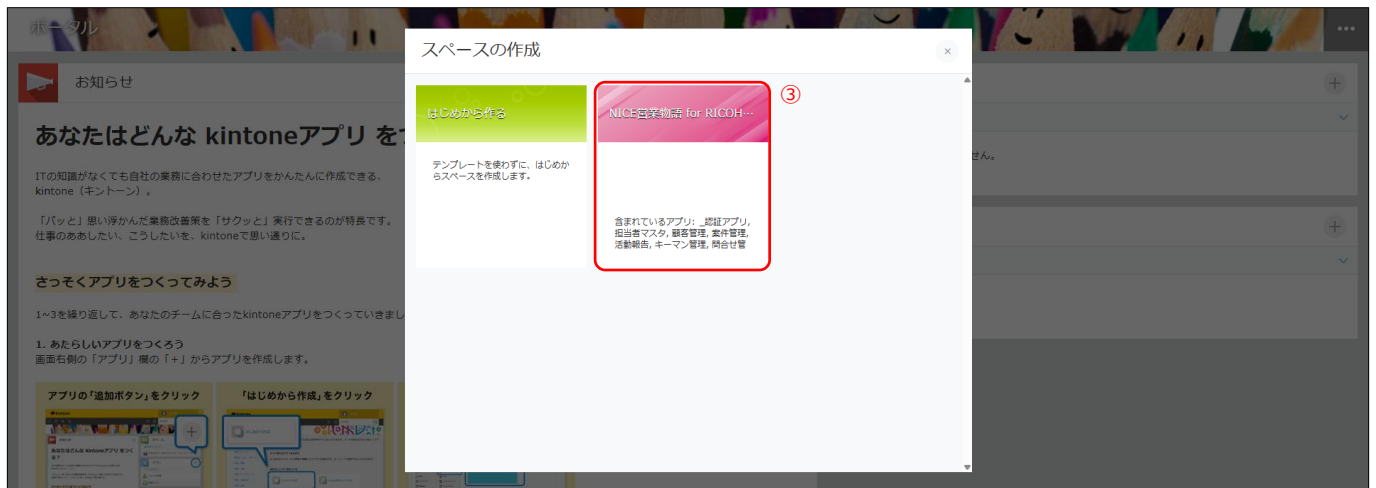 ポータル
お知らせ
あなたはどんな kintoneアプリ を
ITの知識がなくても自社の業務に合わせたアプリをかんたんに作成できる、
kintone（キントーン）。
「パッと」思い浮かんだ業務改善策を「サクッと」実行できるのが特長です。
仕事のああしたい、こうしたいを、kintoneで思い通りに。
さっそくアプリをつくってみよう
1~3を繰り返して、あなたのチームに合ったkintoneアプリをつくっていきまし
1. あたらしいアプリをつくろう
画面右側の「アプリ」欄の「+」からアプリを作成します。
アプリの「追加ボタン」をクリック
「はじめから作成」をクリック
スペースの作成
はじめから作る
テンプレートを使わずに、はじめか
らスペースを作成します。
NICE営業物語 for RICOH…
③
含まれているアプリ: _認証アプリ,
担当者マスタ, 顧客管理, 案件管理,
活動報告, キーマン管理, 問合せ管
せん。